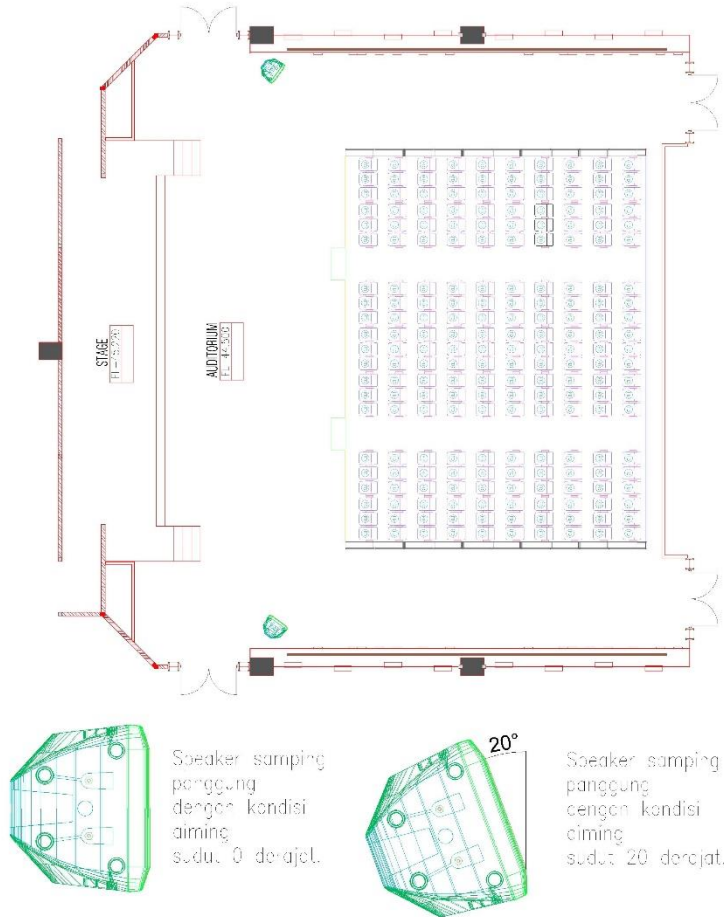 STAGE
AUDITORIUM
20°
Speaker samping
panggung
dengan kondisi
aiming
sudut 0 derajat.
Speaker samping
panggung
dengan kondisi
aiming
sudut 20 derajat.